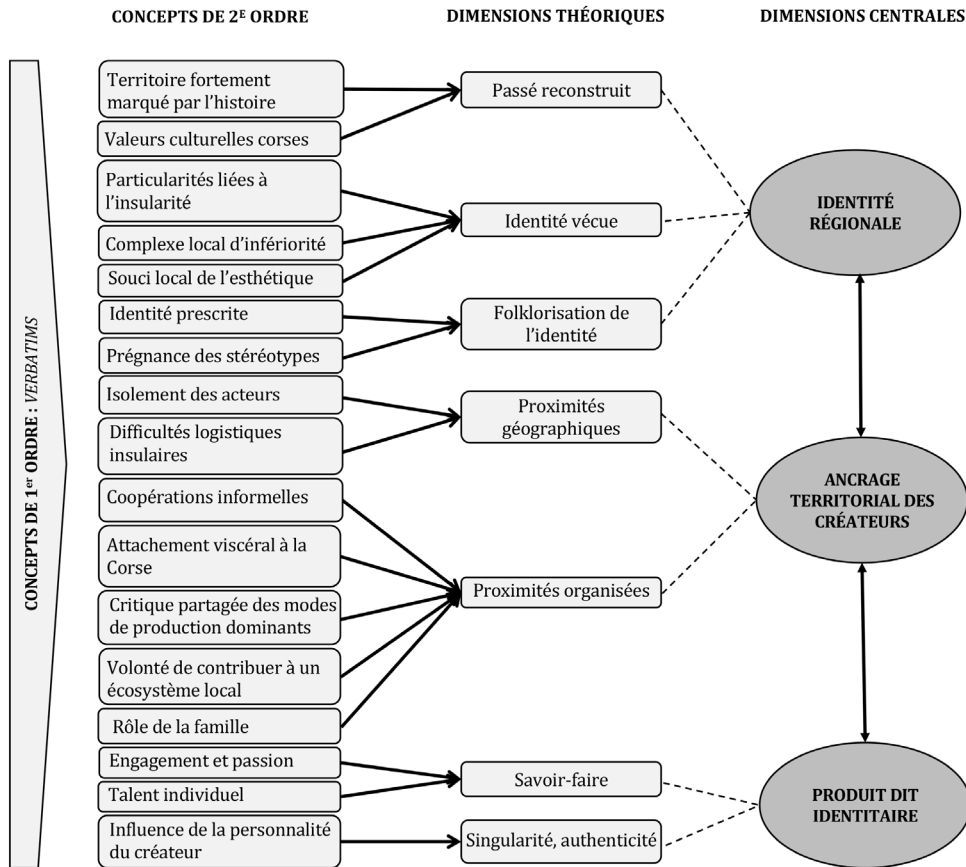 CONCEPTS DE 2E ORDRE
DIMENSIONS THÉORIQUES
DIMENSIONS CENTRALES
CONCEPTS DE 1er ORDRE : VERBATIMS
Territoire fortement
marqué par l’histoire
Valeurs culturelles corses
Particularités liées à
l’insularité
Complexe local d’infériorité
Souci local de l’esthétique
Identité prescrite
Prégnance des stéréotypes
Isolement des acteurs
Difficultés logistiques
insulaires
Coopérations informelles
Attachement viscéral à la
Corse
Critique partagée des modes
de production dominants
Volonté de contribuer à un
écosystème local
Rôle de la famille
Engagement et passion
Talent individuel
Influence de la personnalité
du créateur
Passé reconstruit
Identité vécue
Folklorisation de
l’identité
Proximités
géographiques
Proximités organisées
Savoir-faire
Singularité, authenticité
IDENTITÉ
RÉGIONALE
ANCRAGE
TERRITORIAL DES
CRÉATEURS
PRODUIT DIT
IDENTITAIRE